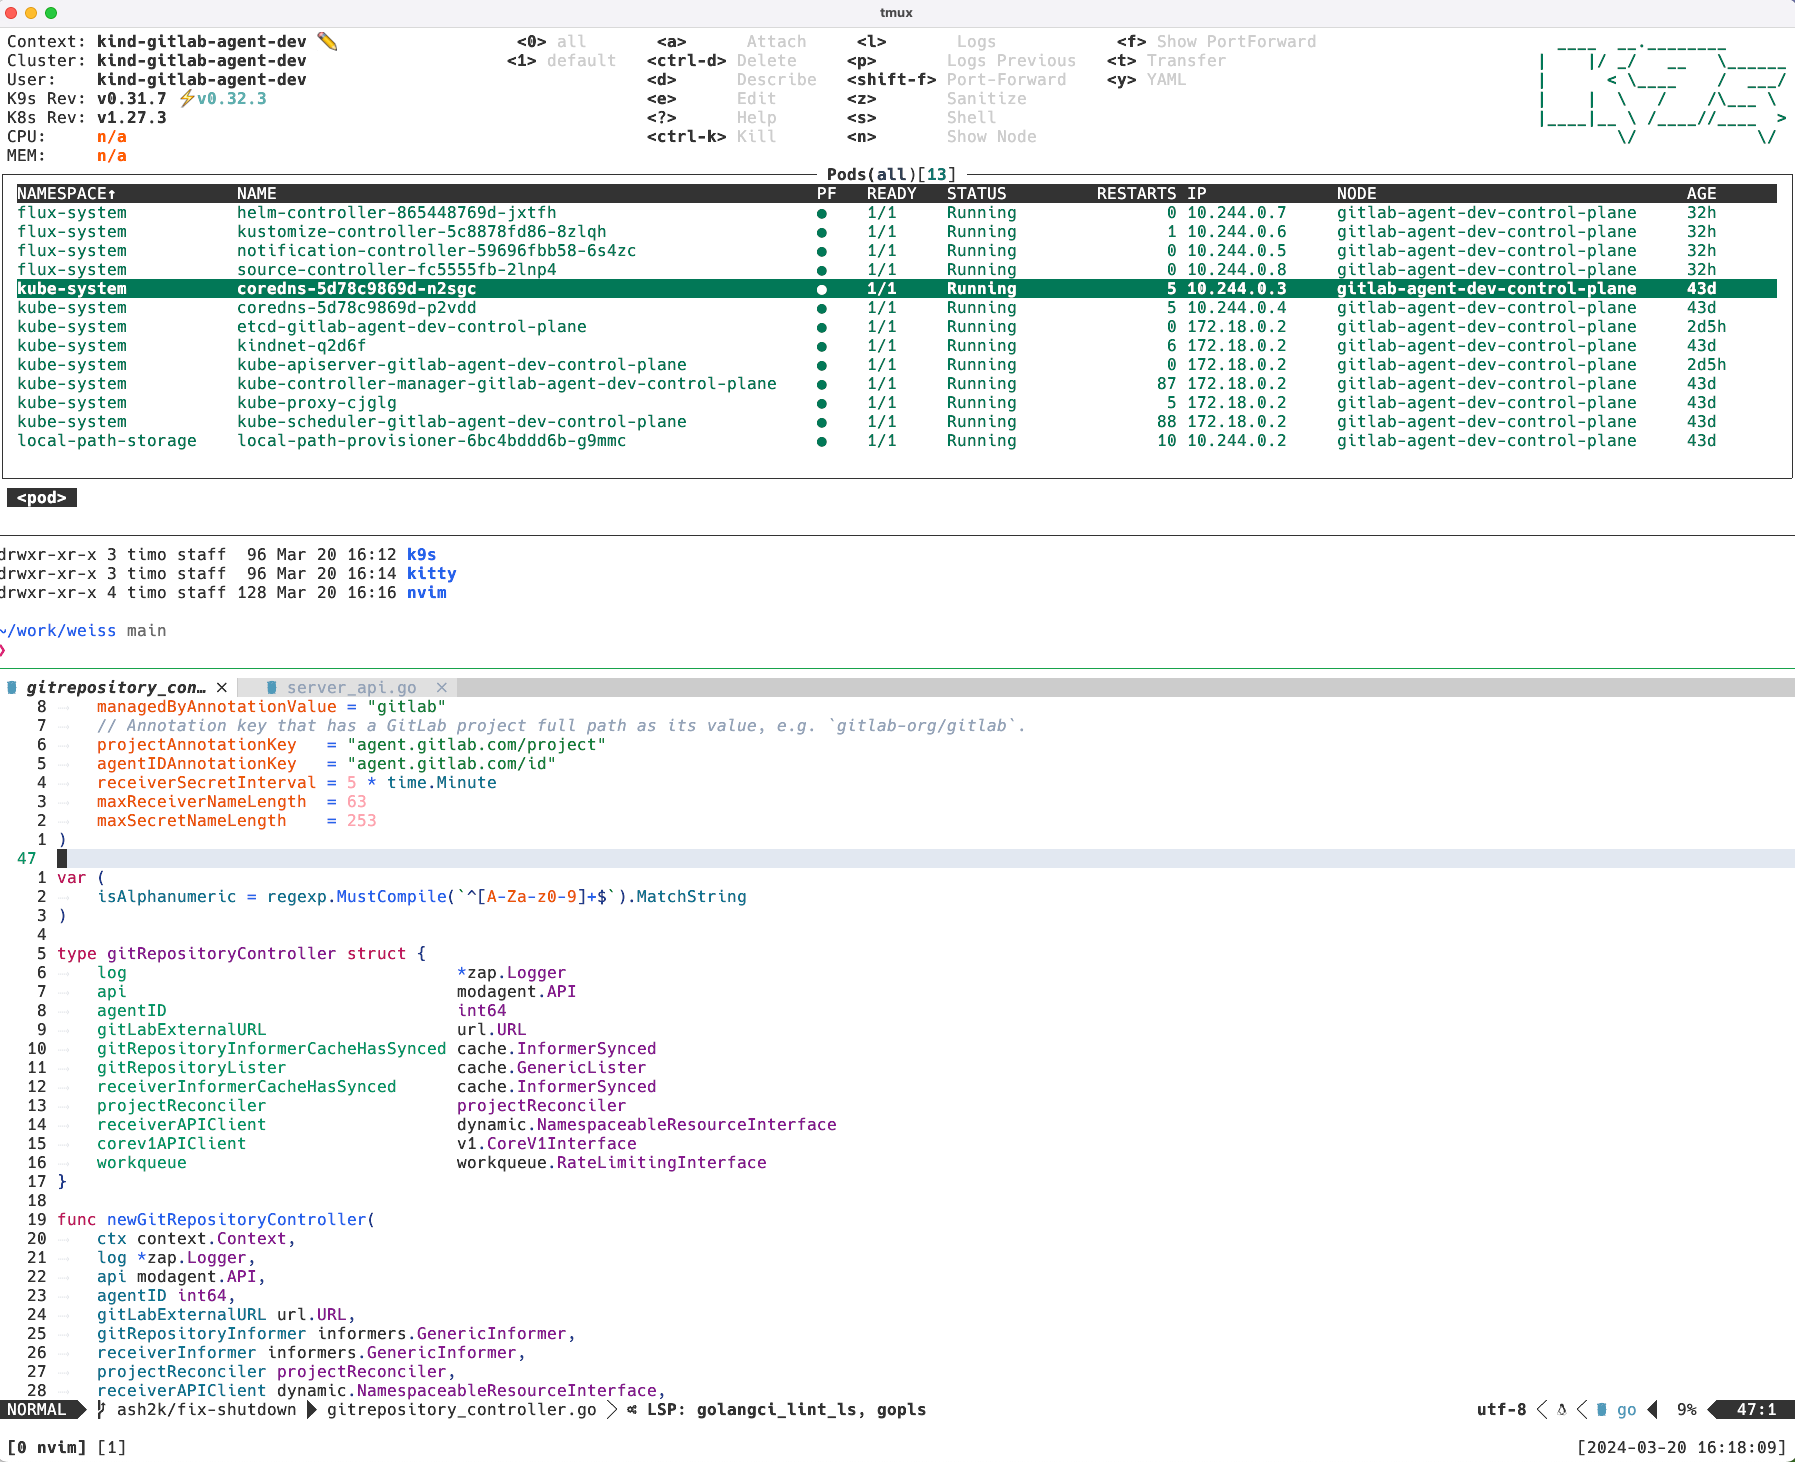 tmux
Context: kind-gitlab-agent-dev ✏️ <0> all <a> Attach <l> Logs <f> Show PortForward
Cluster: kind-gitlab-agent-dev <1> default <ctrl-d> Delete <p> Logs Previous <t> Transfer
User: kind-gitlab-agent-dev <d> Describe <shift-f> Port-Forward <y> YAML
K9s Rev: v0.31.7 ⚡v0.32.3 <e> Edit <z> Sanitize
K8s Rev: v1.27.3 <?> Help <s> Shell
CPU: n/a <ctrl-k> Kill <n> Show Node
MEM: n/a
Pods(all)[13]
NAMESPACE↑ NAME PF READY STATUS RESTARTS IP NODE AGE
flux-system helm-controller-865448769d-jxtfh ● 1/1 Running 0 10.244.0.7 gitlab-agent-dev-control-plane 32h
flux-system kustomize-controller-5c8878fd86-8zlqh ● 1/1 Running 1 10.244.0.6 gitlab-agent-dev-control-plane 32h
flux-system notification-controller-59696fbb58-6s4zc ● 1/1 Running 0 10.244.0.5 gitlab-agent-dev-control-plane 32h
flux-system source-controller-fc5555fb-2lnp4 ● 1/1 Running 0 10.244.0.8 gitlab-agent-dev-control-plane 32h
kube-system coredns-5d78c9869d-n2sgc ● 1/1 Running 5 10.244.0.3 gitlab-agent-dev-control-plane 43d
kube-system coredns-5d78c9869d-p2vdd ● 1/1 Running 5 10.244.0.4 gitlab-agent-dev-control-plane 43d
kube-system etcd-gitlab-agent-dev-control-plane ● 1/1 Running 0 172.18.0.2 gitlab-agent-dev-control-plane 2d5h
kube-system kindnet-q2d6f ● 1/1 Running 6 172.18.0.2 gitlab-agent-dev-control-plane 43d
kube-system kube-apiserver-gitlab-agent-dev-control-plane ● 1/1 Running 0 172.18.0.2 gitlab-agent-dev-control-plane 2d5h
kube-system kube-controller-manager-gitlab-agent-dev-control-plane ● 1/1 Running 87 172.18.0.2 gitlab-agent-dev-control-plane 43d
kube-system kube-proxy-cjglg ● 1/1 Running 5 172.18.0.2 gitlab-agent-dev-control-plane 43d
kube-system kube-scheduler-gitlab-agent-dev-control-plane ● 1/1 Running 88 172.18.0.2 gitlab-agent-dev-control-plane 43d
local-path-storage local-path-provisioner-6bc4bddd6b-g9mmc ● 1/1 Running 10 10.244.0.2 gitlab-agent-dev-control-plane 43d
<pod>
drwxr-xr-x 3 timo staff 96 Mar 20 16:12 k9s
drwxr-xr-x 3 timo staff 96 Mar 20 16:14 kitty
drwxr-xr-x 4 timo staff 128 Mar 20 16:16 nvim
~/work/weiss main
❯
gitrepository_con… × server_api.go ×
8 managedByAnnotationValue = "gitlab"
7 // Annotation key that has a GitLab project full path as its value, e.g. `gitlab-org/gitlab`.
6 projectAnnotationKey = "agent.gitlab.com/project"
5 agentIDAnnotationKey = "agent.gitlab.com/id"
4 receiverSecretInterval = 5 * time.Minute
3 maxReceiverNameLength = 63
2 maxSecretNameLength = 253
1 )
47
1 var (
2 isAlphanumeric = regexp.MustCompile(`^[A-Za-z0-9]+$`).MatchString
3 )
4
5 type gitRepositoryController struct {
6 log *zap.Logger
7 api modagent.API
8 agentID int64
9 gitLabExternalURL url.URL
10 gitRepositoryInformerCacheHasSynced cache.InformerSynced
11 gitRepositoryLister cache.GenericLister
12 receiverInformerCacheHasSynced cache.InformerSynced
13 projectReconciler projectReconciler
14 receiverAPIClient dynamic.NamespaceableResourceInterface
15 corev1APIClient v1.CoreV1Interface
16 workqueue workqueue.RateLimitingInterface
17 }
18
19 func newGitRepositoryController(
20 ctx context.Context,
21 log *zap.Logger,
22 api modagent.API,
23 agentID int64,
24 gitLabExternalURL url.URL,
25 gitRepositoryInformer informers.GenericInformer,
26 receiverInformer informers.GenericInformer,
27 projectReconciler projectReconciler,
28 receiverAPIClient dynamic.NamespaceableResourceInterface,
NORMAL ash2k/fix-shutdown gitrepository_controller.go LSP: golangci_lint_ls, gopls utf-8 go 9% 47:1
[0 nvim] [1] [2024-03-20 16:18:09]